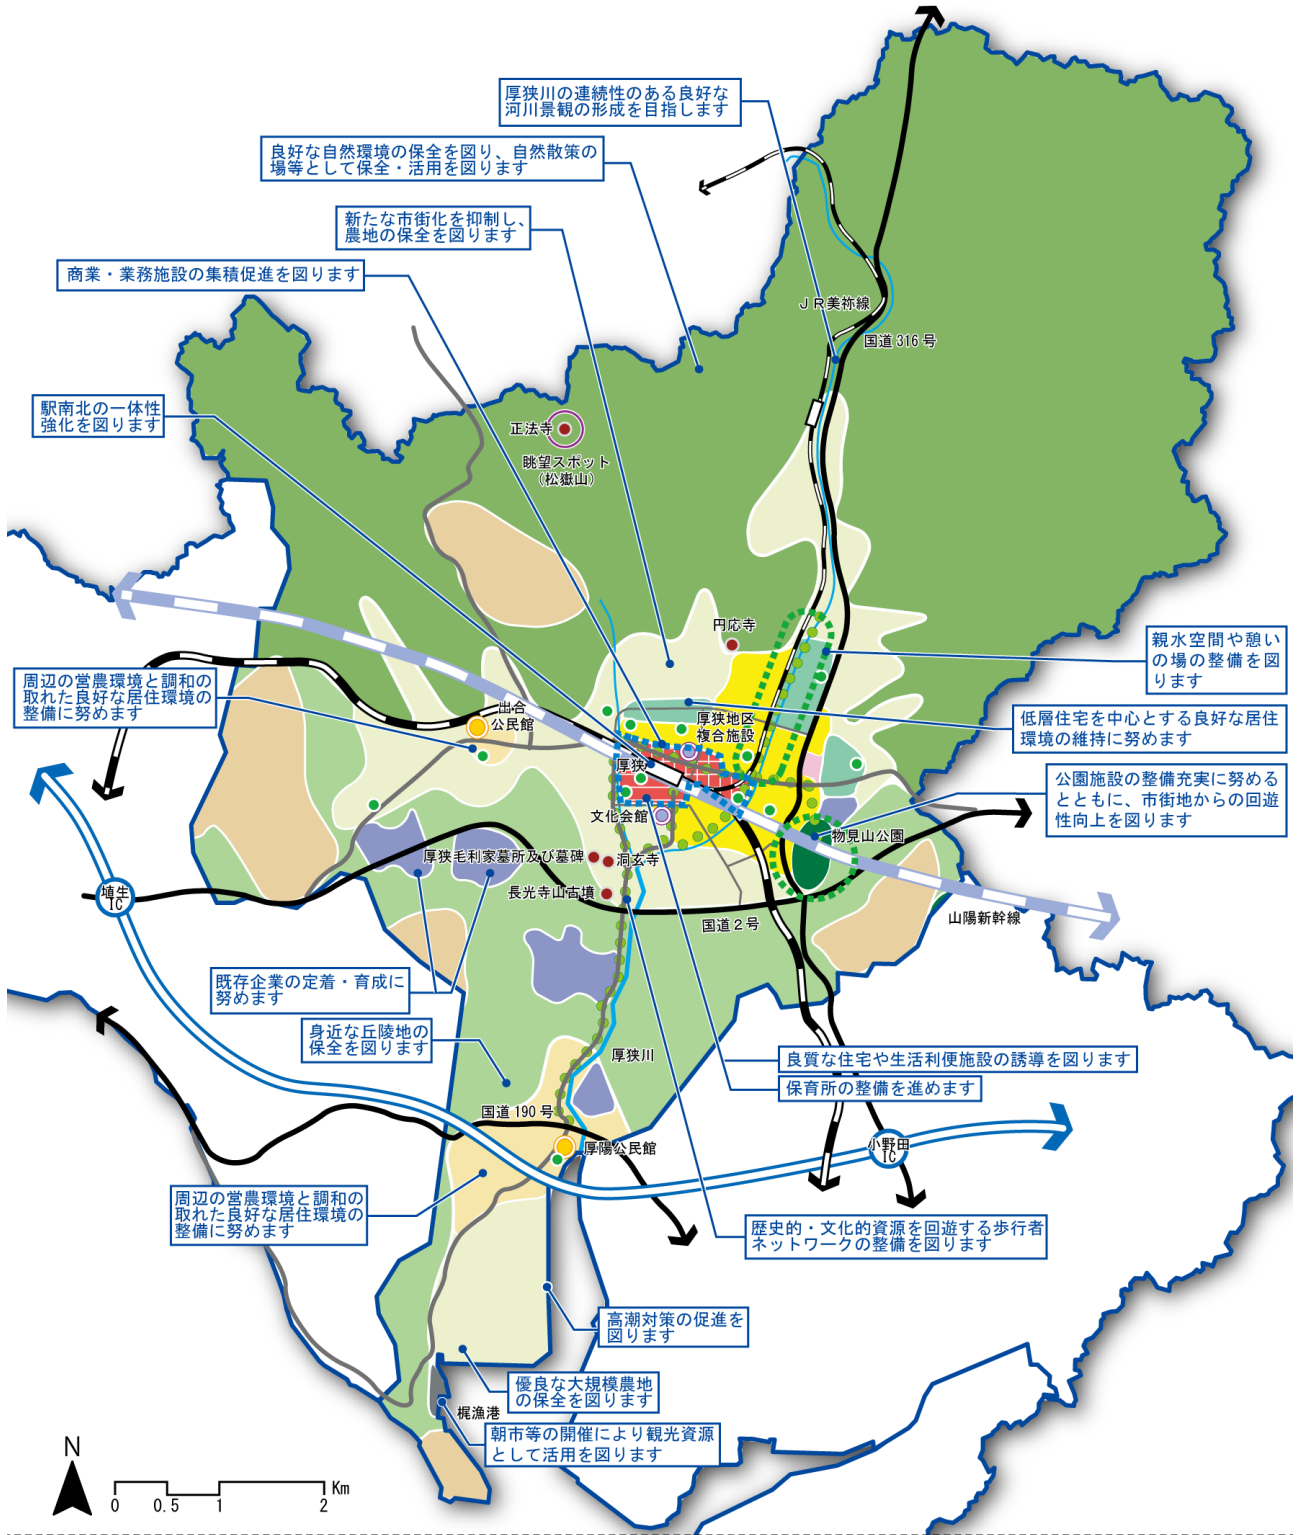 厚狭川の連続性のある良好な
河川景観の形成を目指します
良好な自然環境の保全を図り、自然散策の
場等として保全・活用を図ります
新たな市街化を抑制し、
農地の保全を図ります
商業・業務施設の集積促進を図ります
ＪＲ美祢線
国道316号
駅南北の一体性
強化を図ります
正法寺
眺望スポット
(松嶽山)
円応寺
親水空間や憩い
の場の整備を図
ります
周辺の営農環境と調和の
取れた良好な居住環境の
整備に努めます
出合
公民館
厚狭地区
複合施設
低層住宅を中心とする良好な居住
環境の維持に努めます
厚狭
公園施設の整備充実に努める
とともに、市街地からの回遊
性向上を図ります
文化会館
物見山公園
厚狭毛利家墓所及び墓碑
洞玄寺
埴生
IC
長光寺山古墳
国道２号
山陽新幹線
既存企業の定着・育成に
努めます
身近な丘陵地の
保全を図ります
厚狭川
良質な住宅や生活利便施設の誘導を図ります
保育所の整備を進めます
国道190号
厚陽公民館
小野田
IC
周辺の営農環境と調和の
取れた良好な居住環境の
整備に努めます
歴史的・文化的資源を回遊する歩行者
ネットワークの整備を図ります
高潮対策の促進を
図ります
優良な大規模農地
の保全を図ります
梶漁港
朝市等の開催により観光資源
として活用を図ります
N
0 0.5 1 2 Km